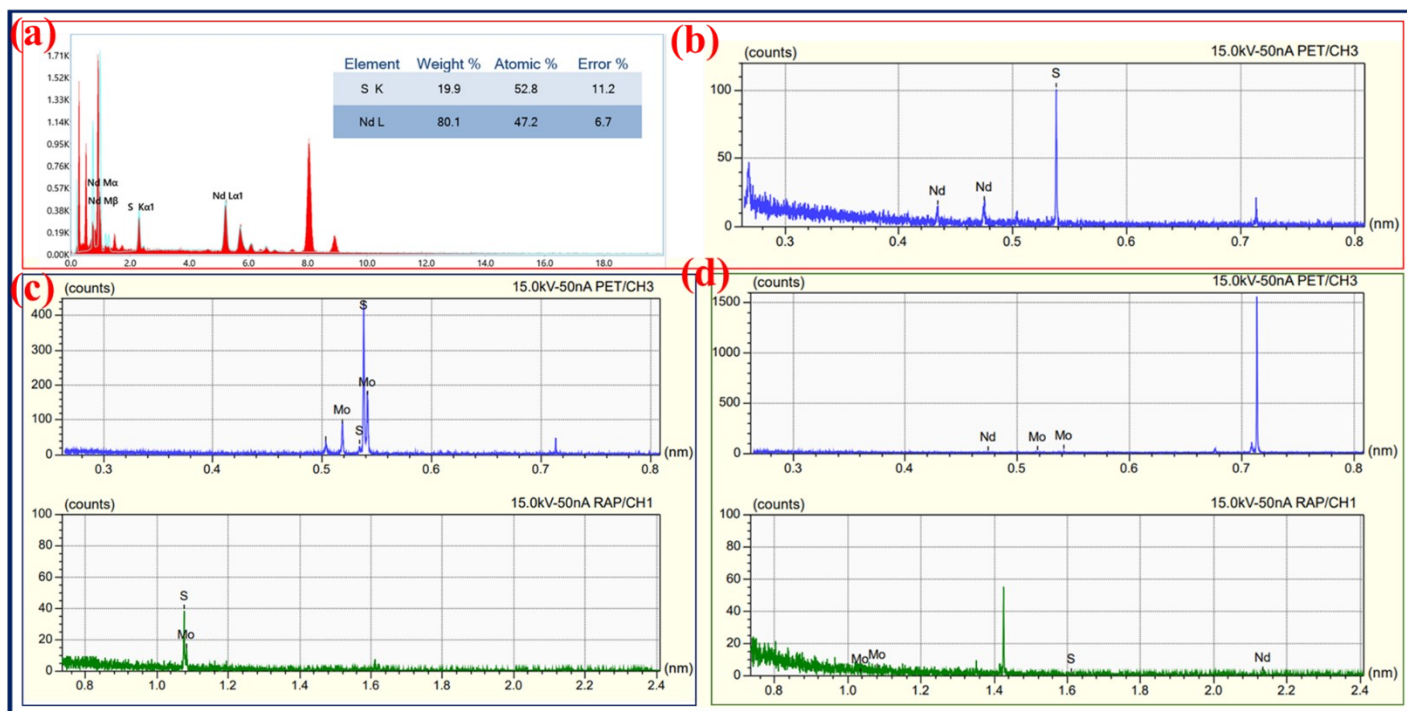 (a)
1.71K
1.52K
1.33K
1.14K
0.95K
0.76K
0.57K
0.38K
0.19K
0.00K
Nd Mα
Nd Mβ
S Kα1
Nd Lα1
0.0 2.0 4.0 6.0 8.0 10.0 12.0 14.0 16.0 18.0
Element Weight % Atomic % Error %
S K 19.9 52.8 11.2
Nd L 80.1 47.2 6.7
(b)
(counts) 15.0kV-50nA PET/CH3
100
50
0
Nd Nd S
0.3 0.4 0.5 0.6 0.7 0.8 (nm)
(c)
(counts) 15.0kV-50nA PET/CH3
400
300
200
100
0
S
Mo
Mo
S
0.3 0.4 0.5 0.6 0.7 0.8 (nm)
(counts) 15.0kV-50nA RAP/CH1
100
80
60
40
20
0
S
Mo
0.8 1.0 1.2 1.4 1.6 1.8 2.0 2.2 2.4 (nm)
(d)
(counts) 15.0kV-50nA PET/CH3
1500
1000
500
0
Nd Mo Mo
0.3 0.4 0.5 0.6 0.7 0.8 (nm)
(counts) 15.0kV-50nA RAP/CH1
100
80
60
40
20
0
Mo Mo S Nd
0.8 1.0 1.2 1.4 1.6 1.8 2.0 2.2 2.4 (nm)